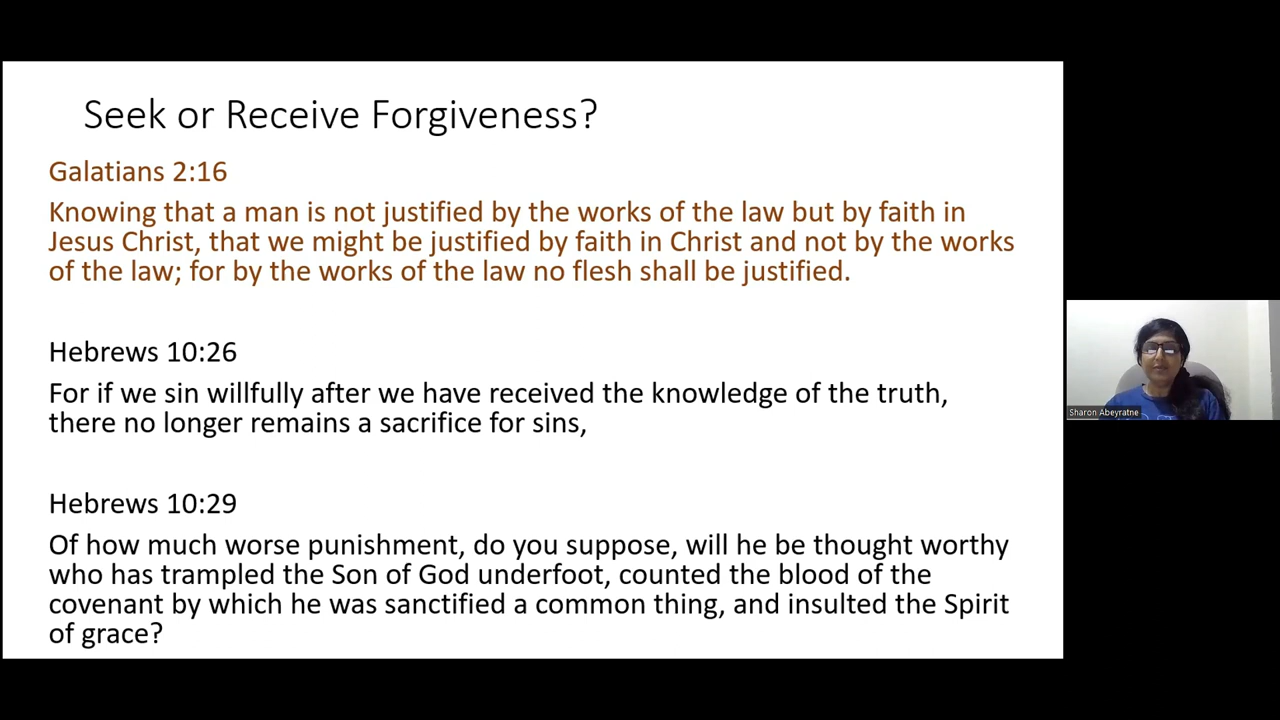 Seek or Receive Forgiveness?
Galatians 2:16
Knowing that a man is not justified by the works of the law but by faith in
Jesus Christ, that we might be justified by faith in Christ and not by the works
of the law; for by the works of the law no flesh shall be justified.
Hebrews 10:26
For if we sin willfully after we have received the knowledge of the truth,
there no longer remains a sacrifice for sins,
Hebrews 10:29
Of how much worse punishment, do you suppose, will he be thought worthy
who has trampled the Son of God underfoot, counted the blood of the
covenant by which he was sanctified a common thing, and insulted the Spirit
of grace?
Sharon Abeyratne